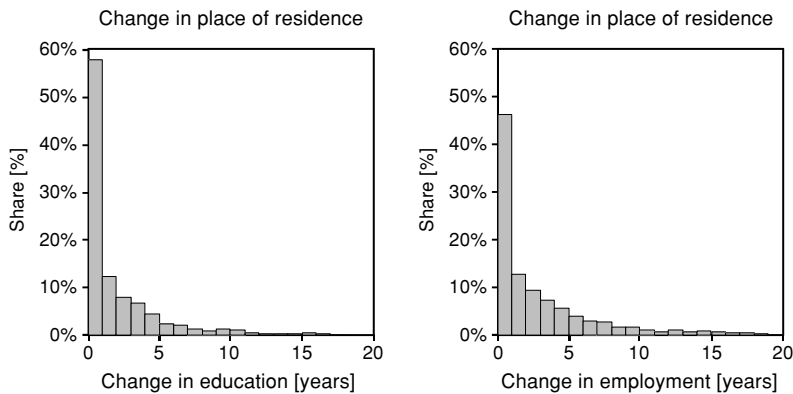 Change in place of residence
60%
50%
40%
30%
20%
10%
0%
Share [%]
0 5 10 15 20
Change in education [years]
Change in place of residence
60%
50%
40%
30%
20%
10%
0%
Share [%]
0 5 10 15 20
Change in employment [years]